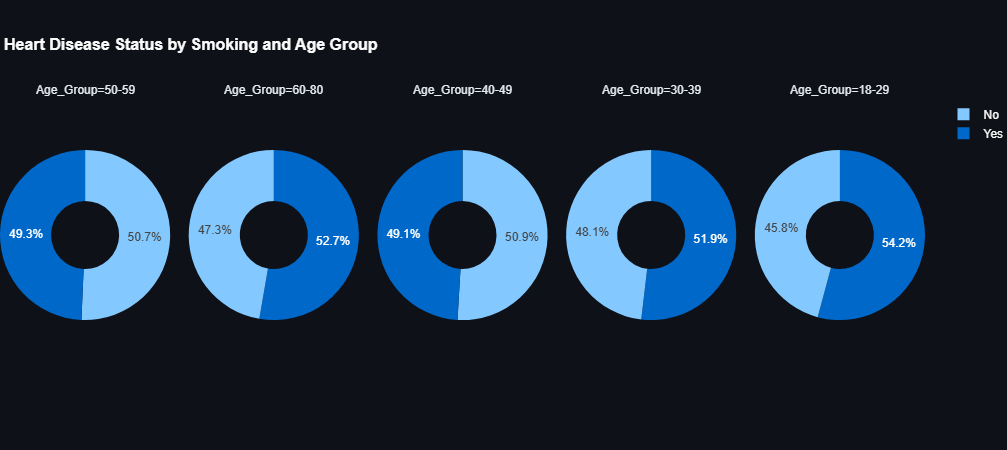 Heart Disease Status by Smoking and Age Group
Age_Group=50-59
Age_Group=60-80
Age_Group=40-49
Age_Group=30-39
Age_Group=18-29
No
Yes
49.3%
50.7%
47.3%
52.7%
49.1%
50.9%
48.1%
51.9%
45.8%
54.2%